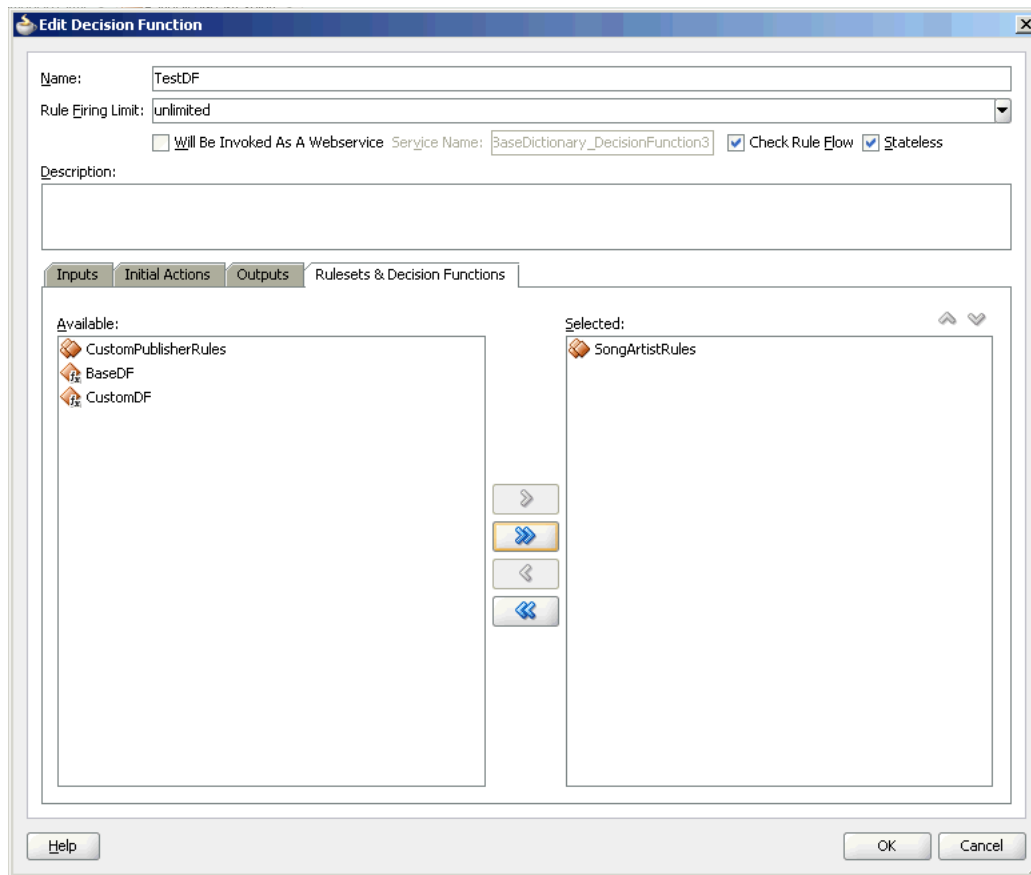 Edit Decision Function
Name: TestDF
Rule Firing Limit: unlimited
Will Be Invoked As A Webservice Service Name: BaseDictionary_DecisionFunction3 Check Rule Flow Stateless
Description:
Inputs Initial Actions Outputs Rulesets & Decision Functions
Available: Selected:
CustomPublisherRules SongArtistRules
BaseDF
CustomDF
Help OK Cancel